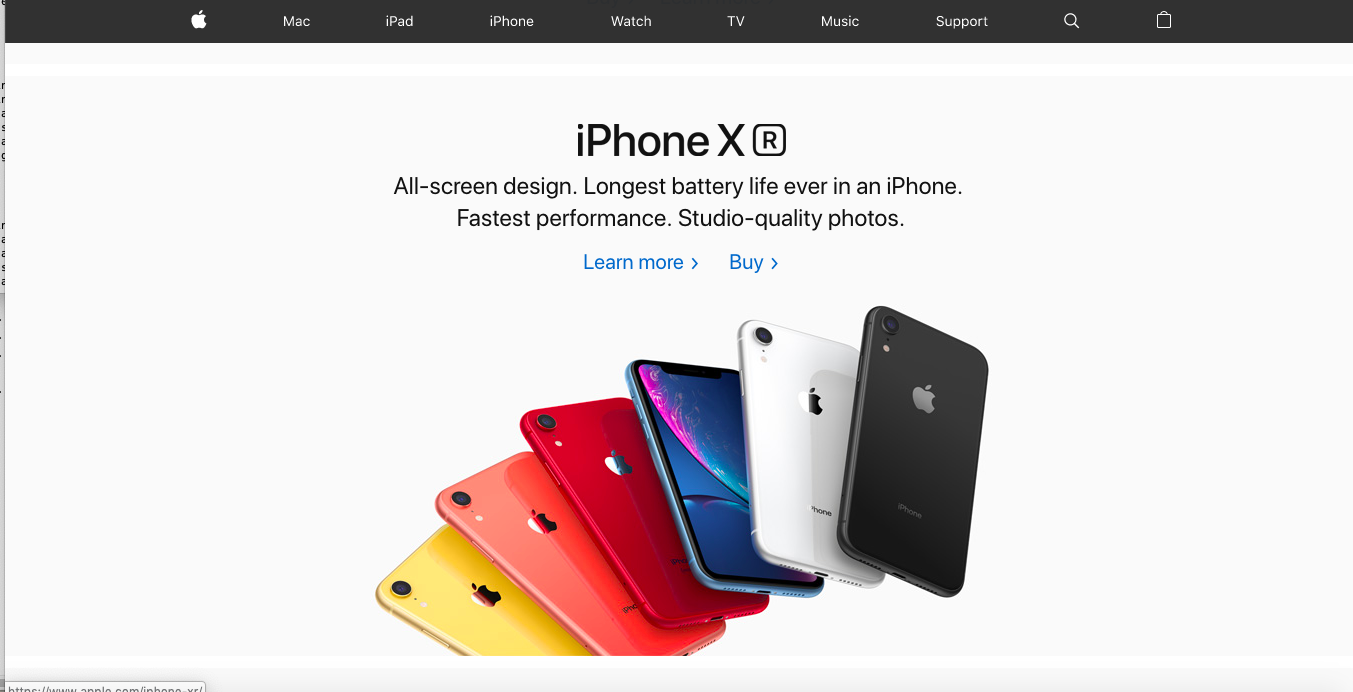 Mac iPad iPhone Watch TV Music Support
iPhone X R
All-screen design. Longest battery life ever in an iPhone.
Fastest performance. Studio-quality photos.
Learn more › Buy ›
iPhone
iPhone
https://www.apple.com/iphone-xr/